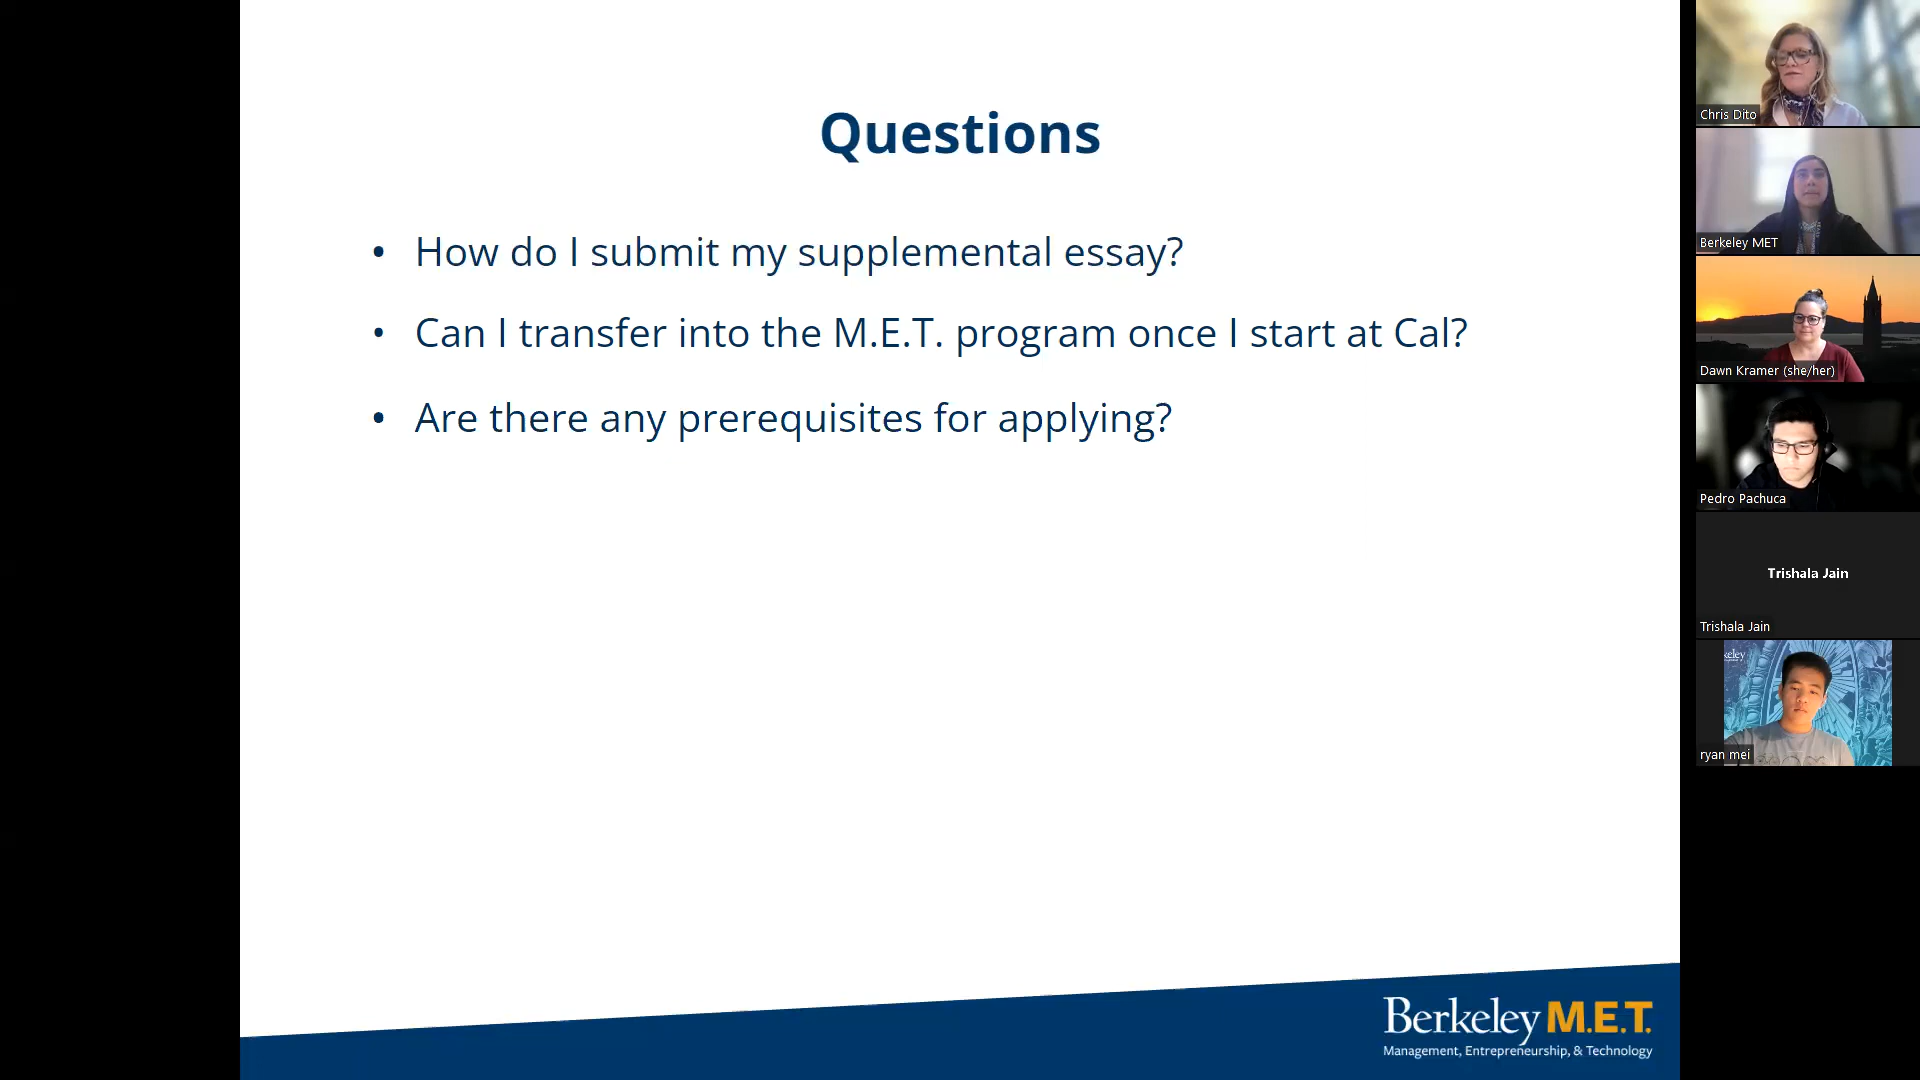 Questions
• How do I submit my supplemental essay?
• Can I transfer into the M.E.T. program once I start at Cal?
• Are there any prerequisites for applying?
Berkeley M.E.T.
Management, Entrepreneurship, & Technology
Chris Dito
Berkeley MET
Dawn Kramer (she/her)
Pedro Pachuca
Trishala Jain
Trishala Jain
keley
ryan mei